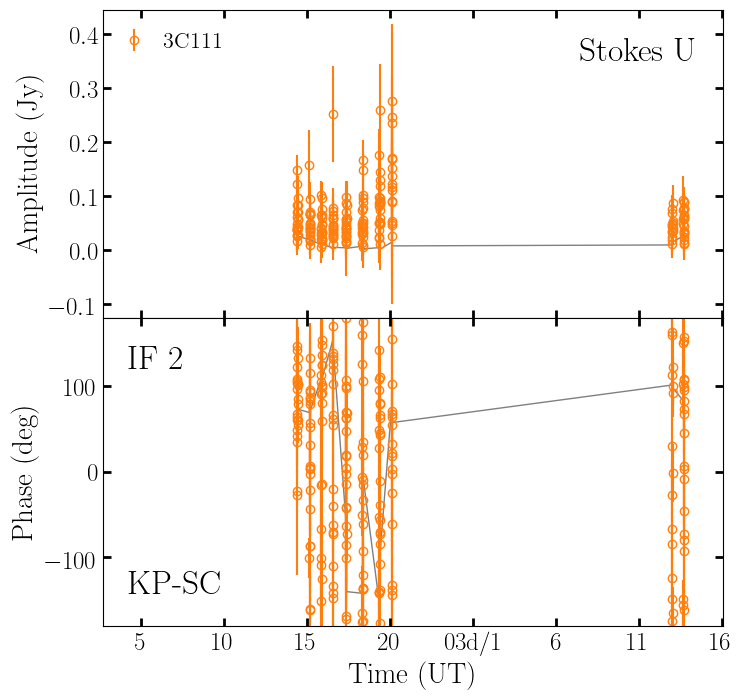 3C111
Stokes U
0.4
0.3
0.2
0.1
0.0
−0.1
Amplitude (Jy)
IF 2
100
0
−100
Phase (deg)
KP-SC
5 10 15 20 03d/1 6 11 16
Time (UT)